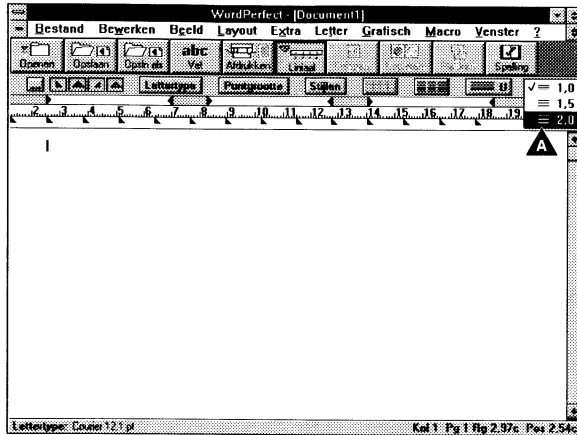 WordPerfect - [Document1]
Bestand Bewerken Beeld Layout Extra Letter Grafisch Macro Venster ?
abc
Openen Opslaan Opsln als Vet Afdrukken Liniaal Spelling
Lettertype Puntgrootte Stijlen U
1,0
1,5
2,0
2 3 4 5 6 7 8 9 10 11 12 13 14 15 16 17 18 19
A
Lettertype: Courier 12.1 pt Kol 1 Pg 1 Rg 2.97c Pos 2.54c